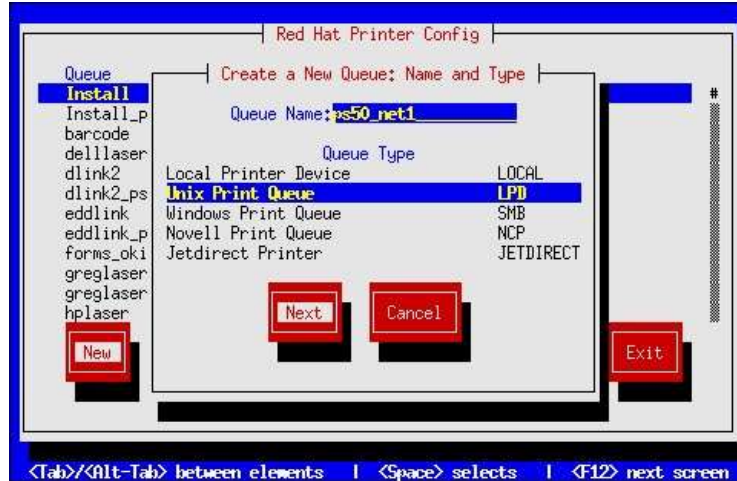 Red Hat Printer Config
Create a New Queue: Name and Type
Queue
Install #
Queue Name: ps50_net1
Install_p
barcode
Queue Type
delllaser
Local Printer Device LOCAL
dlink2
Unix Print Queue LPD
dlink2_ps
Windows Print Queue SMB
eddlink
Novell Print Queue NCP
eddlink_p
Jetdirect Printer JETDIRECT
forms_oki
greglaser
greglaser
hplaser
Next Cancel
New Exit
<Tab>/<Alt-Tab> between elements | <Space> selects | <F12> next screen